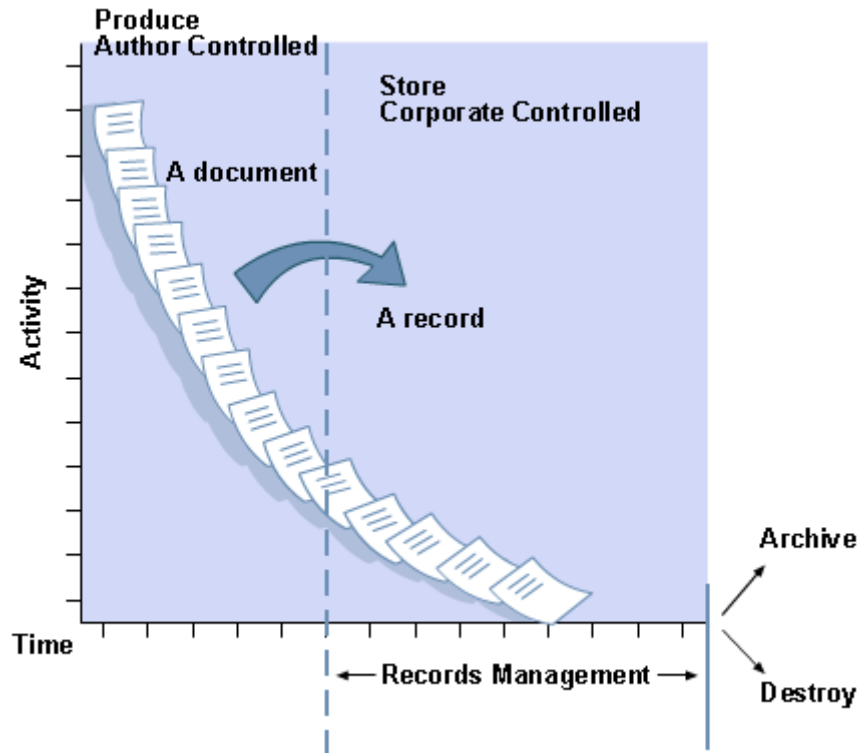 Produce
Author Controlled
Store
Corporate Controlled
A document
A record
Activity
Archive
Time
Records Management
Destroy